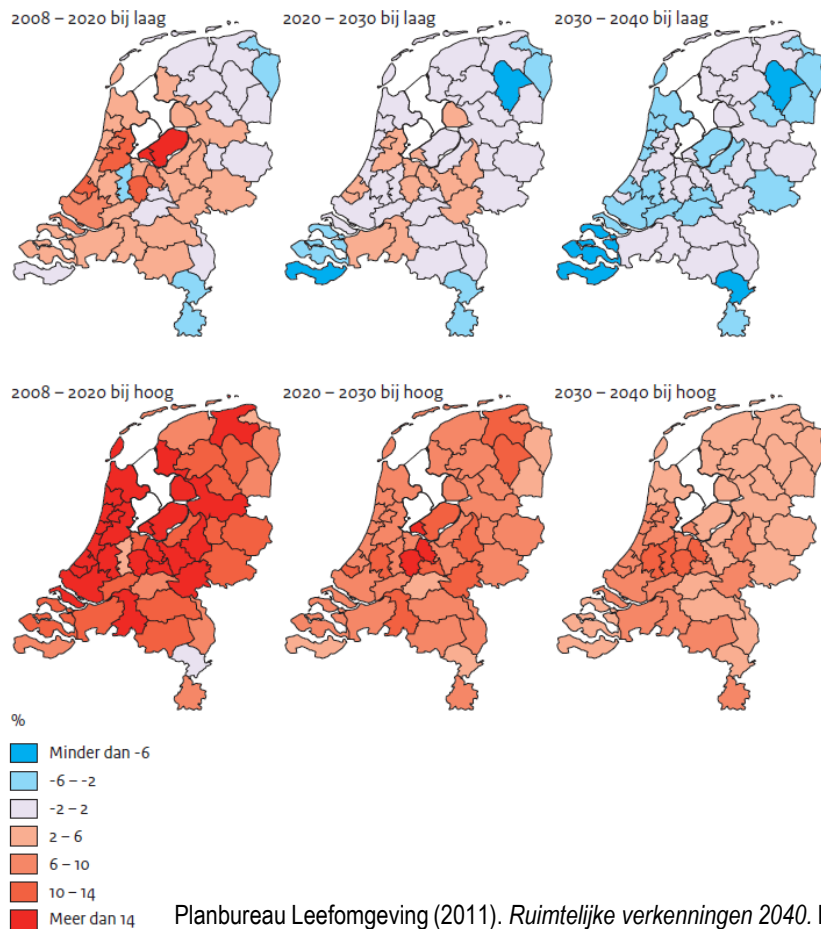 2008 – 2020 bij laag
2020 – 2030 bij laag
2030 – 2040 bij laag
2008 – 2020 bij hoog
2020 – 2030 bij hoog
2030 – 2040 bij hoog
%
Minder dan -6
-6 – -2
-2 – 2
2 – 6
6 – 10
10 – 14
Meer dan 14
Planbureau Leefomgeving (2011). Ruimtelijke verkenningen 2040.